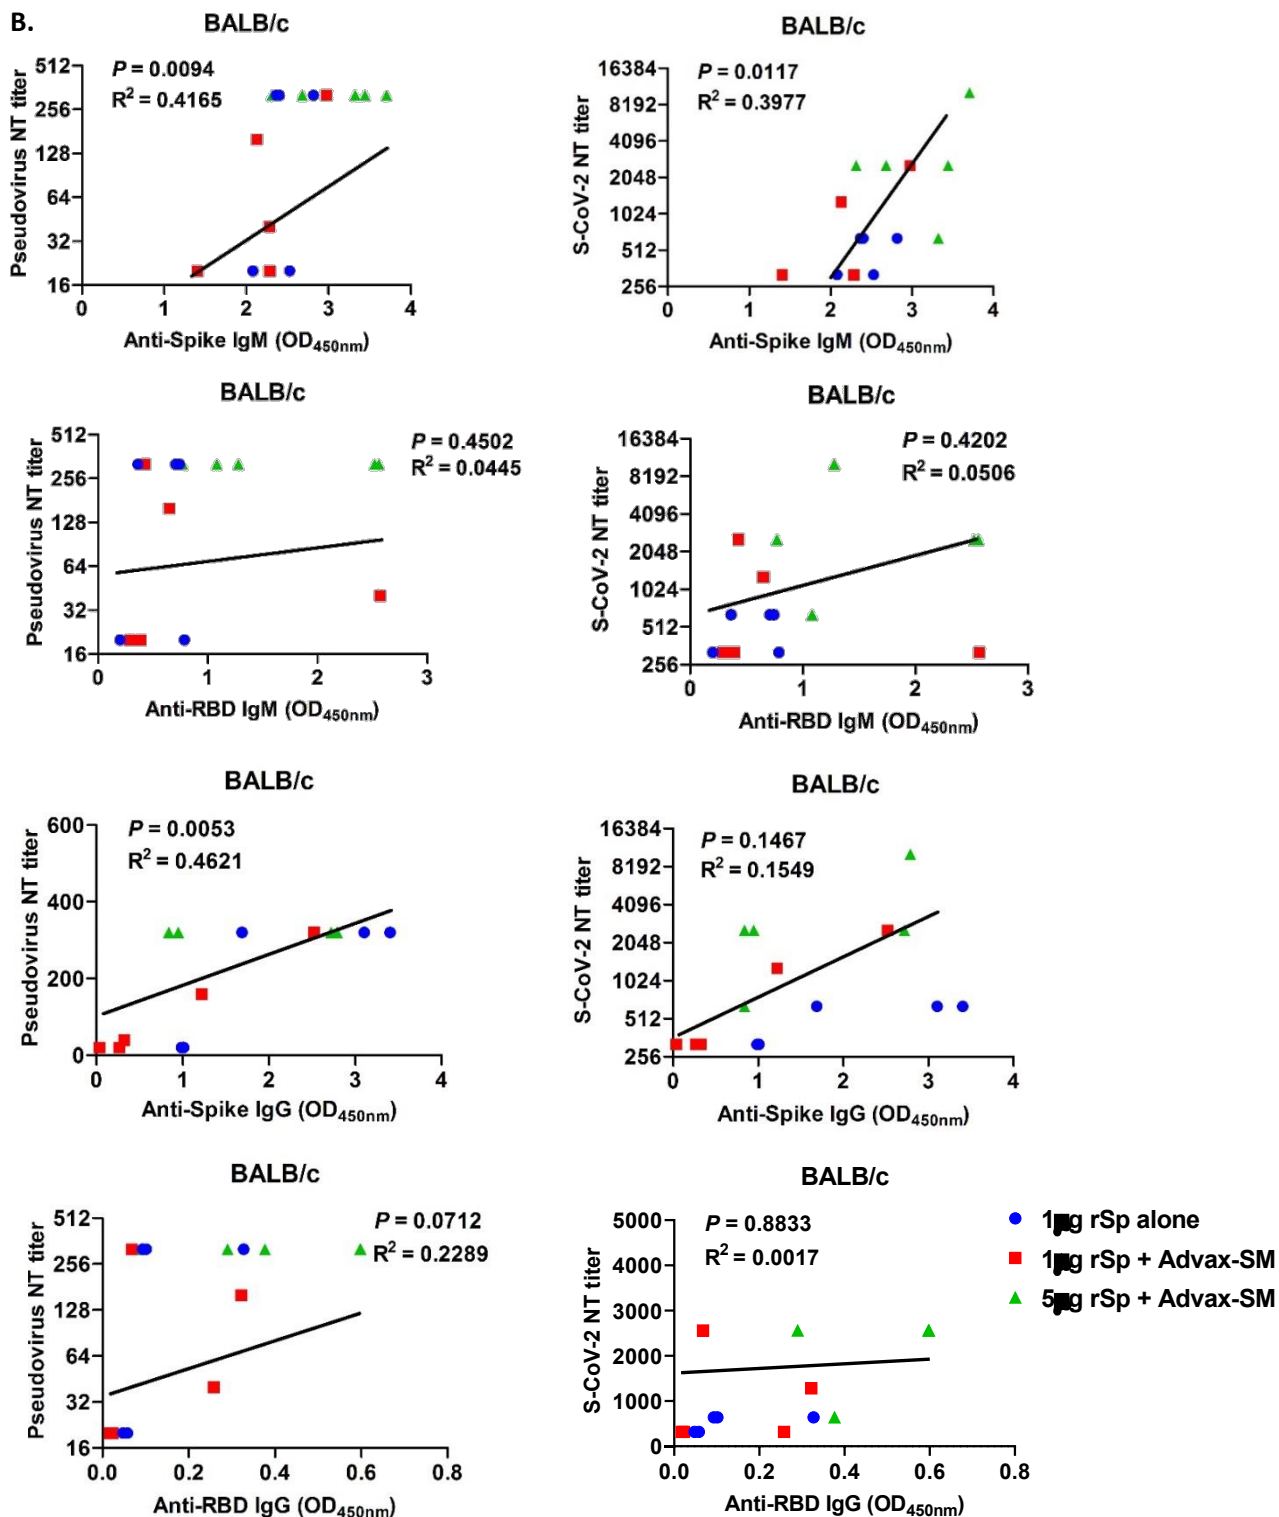 B.
BALB/c
P = 0.0094
R² = 0.4165
Pseudovirus NT titer
512
256
128
64
32
16
0 1 2 3 4
Anti-Spike IgM (OD450nm)
BALB/c
P = 0.0117
R² = 0.3977
S-CoV-2 NT titer
16384
8192
4096
2048
1024
512
256
0 1 2 3 4
Anti-Spike IgM (OD450nm)
BALB/c
P = 0.4502
R² = 0.0445
Pseudovirus NT titer
512
256
128
64
32
16
0 1 2 3
Anti-RBD IgM (OD450nm)
BALB/c
P = 0.4202
R² = 0.0506
S-CoV-2 NT titer
16384
8192
4096
2048
1024
512
256
0 1 2 3
Anti-RBD IgM (OD450nm)
BALB/c
P = 0.0053
R² = 0.4621
Pseudovirus NT titer
600
400
200
0
0 1 2 3 4
Anti-Spike IgG (OD450nm)
BALB/c
P = 0.1467
R² = 0.1549
S-CoV-2 NT titer
16384
8192
4096
2048
1024
512
256
0 1 2 3 4
Anti-Spike IgG (OD450nm)
BALB/c
P = 0.0712
R² = 0.2289
Pseudovirus NT titer
512
256
128
64
32
16
0.0 0.2 0.4 0.6 0.8
Anti-RBD IgG (OD450nm)
BALB/c
P = 0.8833
R² = 0.0017
S-CoV-2 NT titer
5000
4000
3000
2000
1000
0
0.0 0.2 0.4 0.6 0.8
Anti-RBD IgG (OD450nm)
rSp alone
rSp + Advax-SM
rSp + Advax-SM